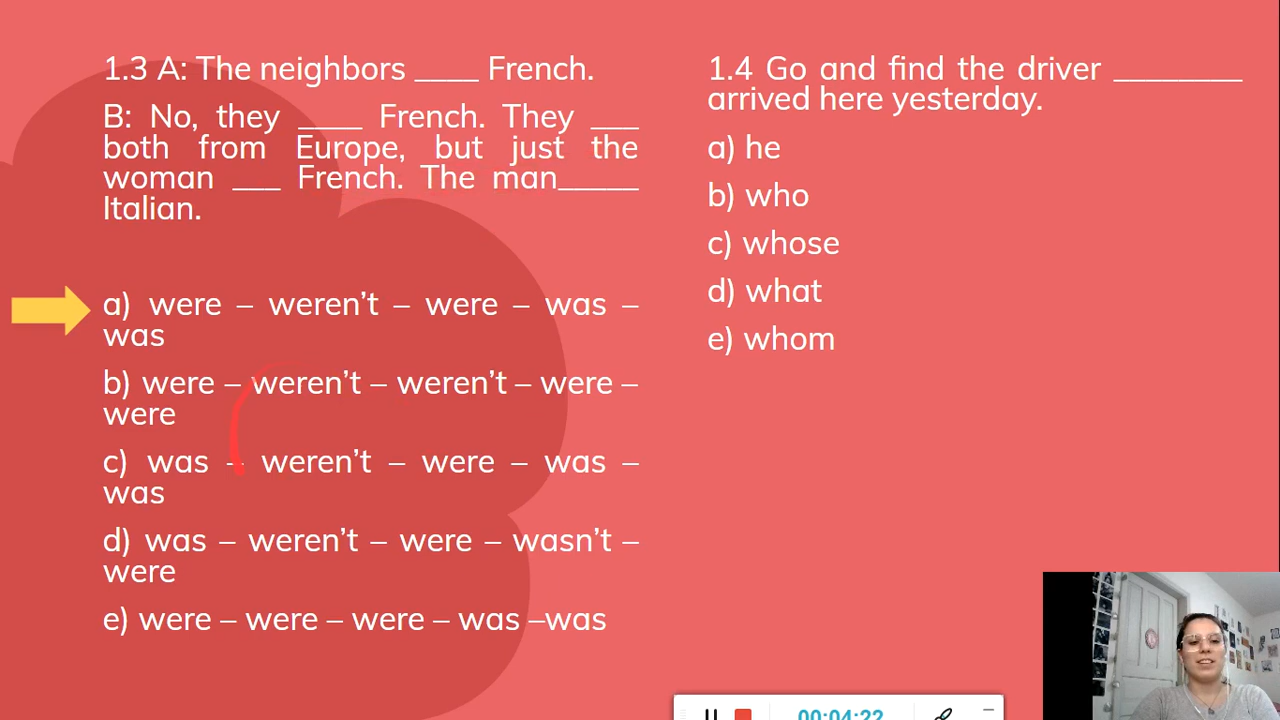 1.3 A: The neighbors ____ French.
B: No, they ____ French. They ___
both from Europe, but just the
woman ___ French. The man_____
Italian.
a) were – weren't – were – was –
was
b) were – weren't – weren't – were –
were
c) was – weren't – were – was –
was
d) was – weren't – were – wasn't –
were
e) were – were – were – was –was
1.4 Go and find the driver ________
arrived here yesterday.
a) he
b) who
c) whose
d) what
e) whom
00:04:22